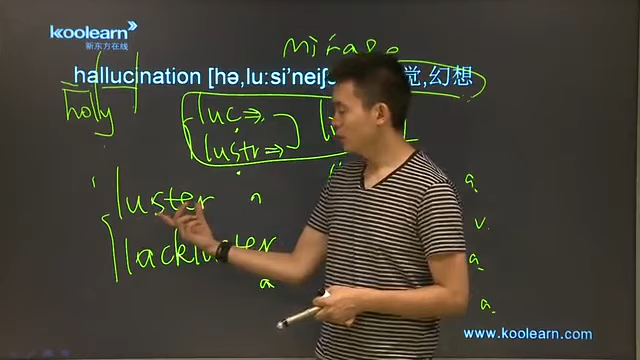 koolearn
新东方在线
mirage
hallucination [hə,lu:si'neiʃ 觉,幻想
holly
luc⇒
lustr⇒
luster n
a.
lackluster
v.
a
a.
a.
www.koolearn.com